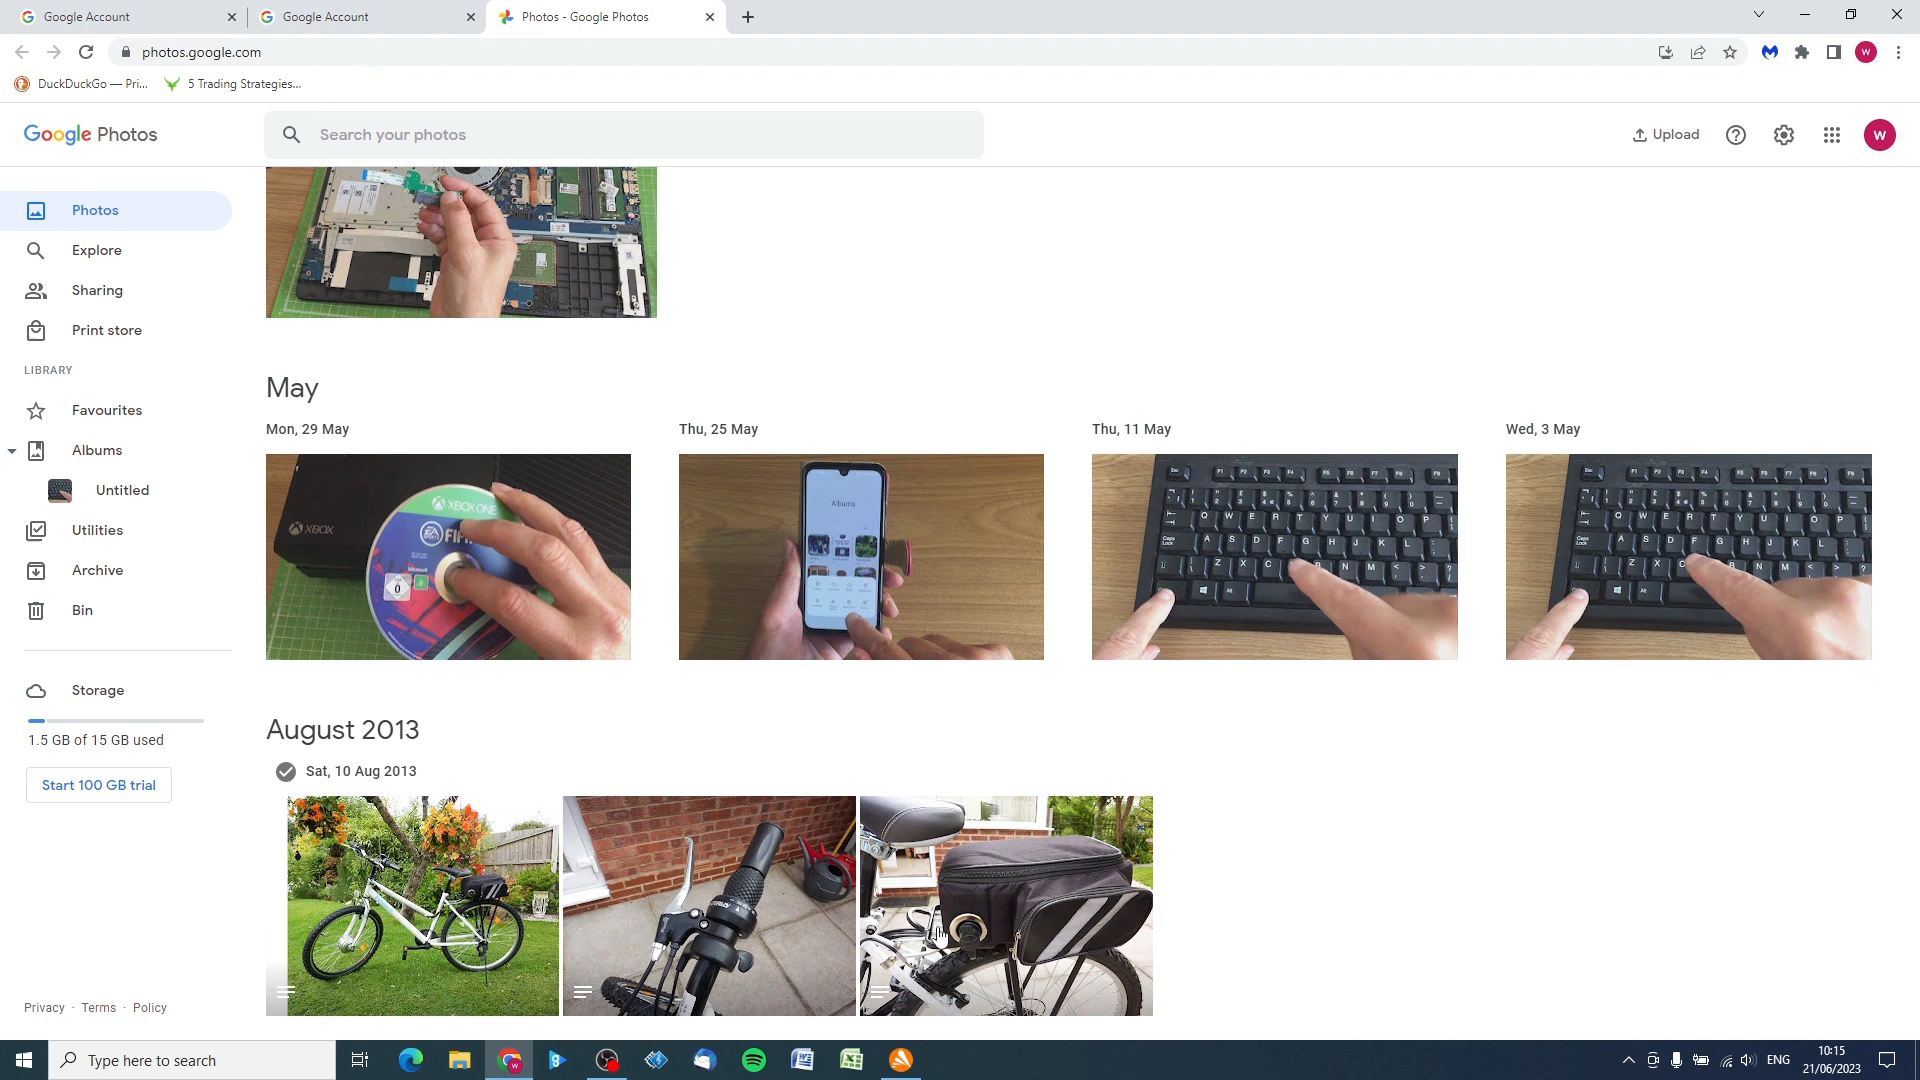 Google Account
Google Account
Photos - Google Photos
photos.google.com
DuckDuckGo — Pri...
5 Trading Strategies...
Google Photos
Search your photos
Upload
W
Photos
Explore
Sharing
Print store
LIBRARY
Favourites
Albums
Untitled
Utilities
Archive
Bin
Storage
1.5 GB of 15 GB used
Start 100 GB trial
Privacy · Terms · Policy
May
Mon, 29 May
Thu, 25 May
Thu, 11 May
Wed, 3 May
XBOX
XBOX ONE
EA SPORTS
Albums
August 2013
Sat, 10 Aug 2013
Type here to search
ENG
10:15
21/06/2023